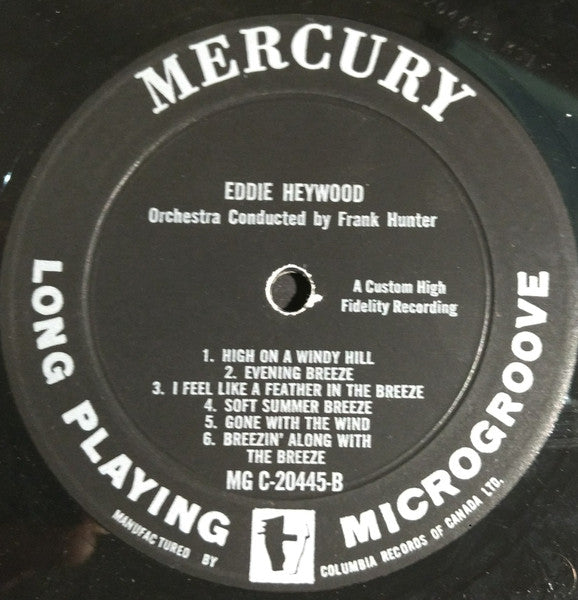 MERCURY
EDDIE HEYWOOD
Orchestra Conducted by Frank Hunter
A Custom High
Fidelity Recording
1. HIGH ON A WINDY HILL
2. EVENING BREEZE
3. I FEEL LIKE A FEATHER IN THE BREEZE
4. SOFT SUMMER BREEZE
5. GONE WITH THE WIND
6. BREEZIN' ALONG WITH
THE BREEZE
MG C-20445-B
LONG PLAYING MICROGROOVE
MANUFACTURED BY COLUMBIA RECORDS OF CANADA LTD.